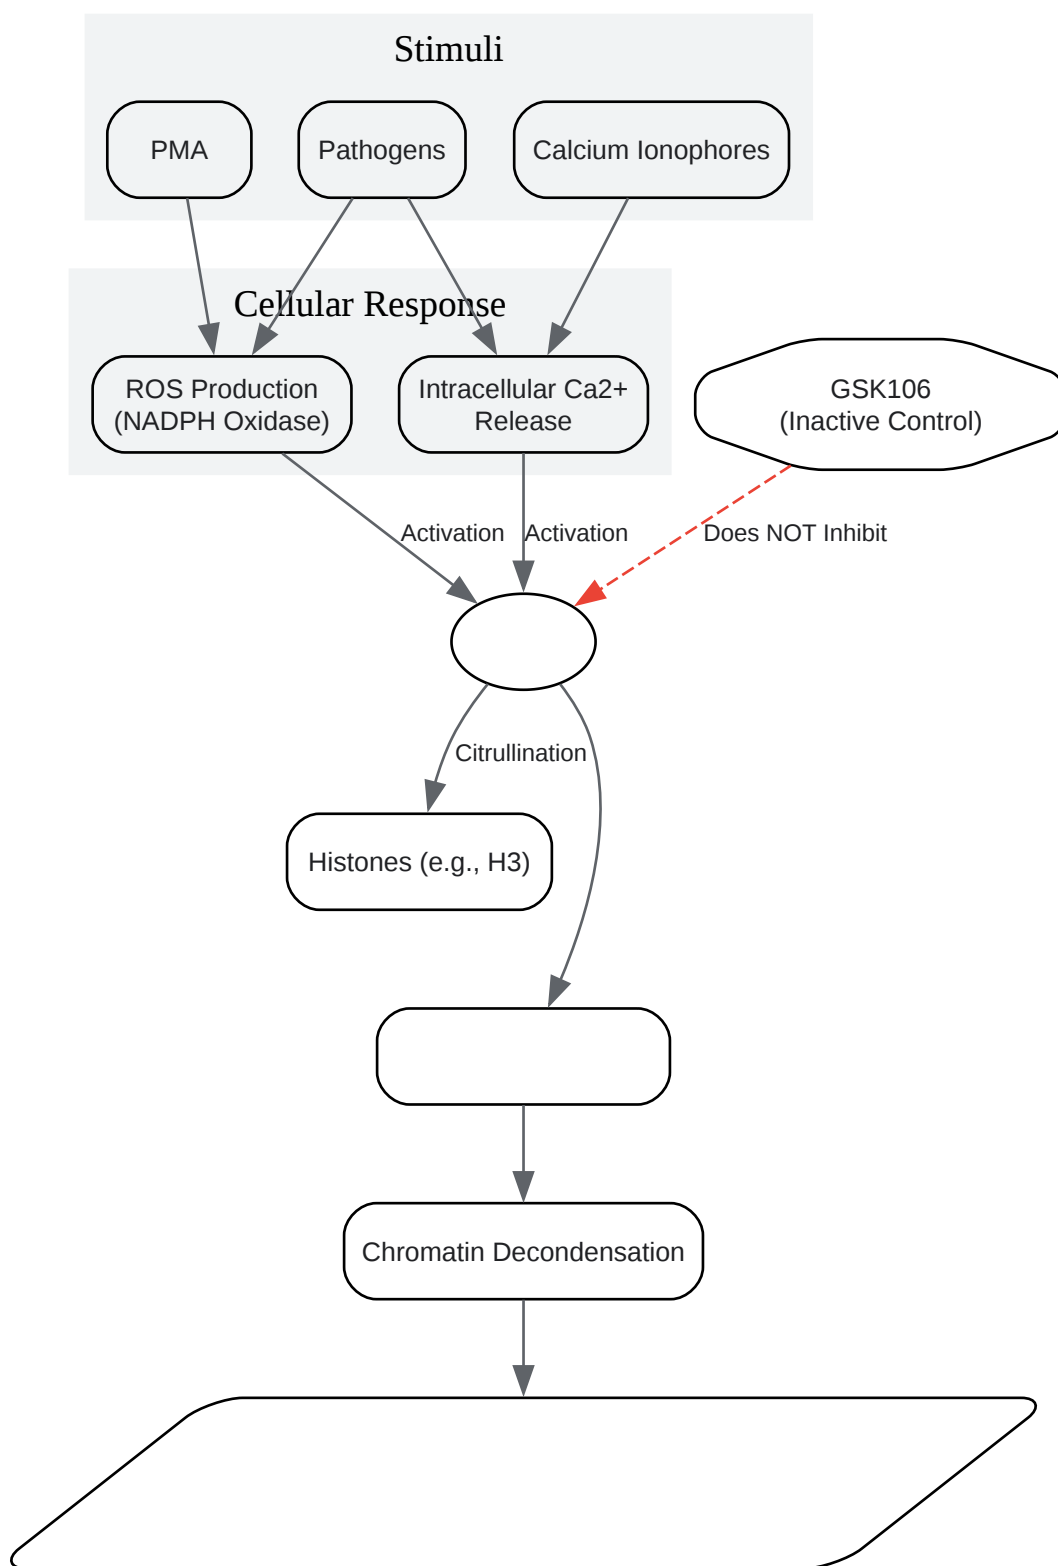 Stimuli
PMA
Pathogens
Calcium Ionophores
Cellular Response
ROS Production
(NADPH Oxidase)
Intracellular Ca2+
Release
GSK106
(Inactive Control)
Activation
Activation
Does NOT Inhibit
Citrullination
Histones (e.g., H3)
Chromatin Decondensation